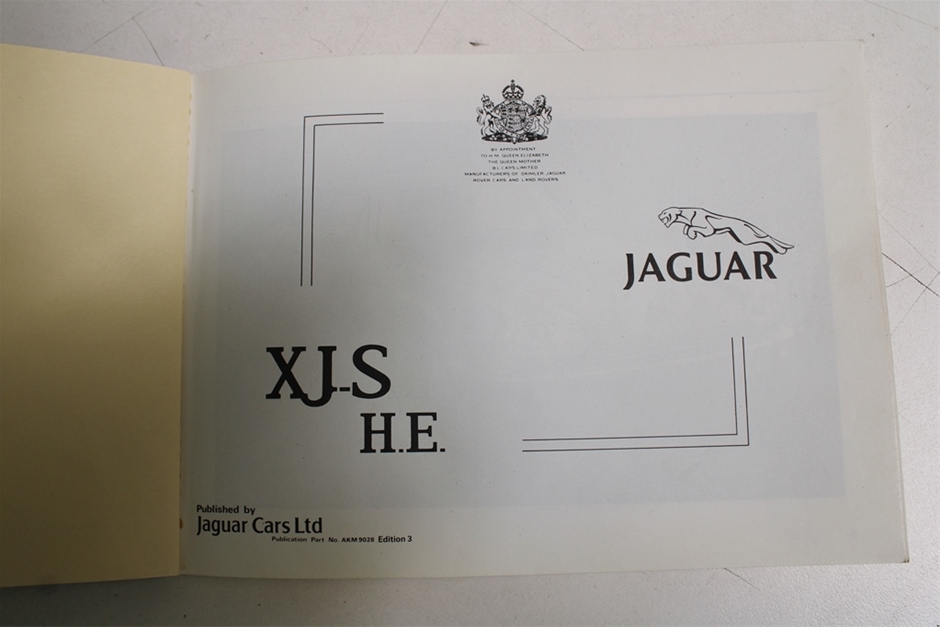 BY APPOINTMENT
TO H.M. QUEEN ELIZABETH
THE QUEEN MOTHER
BL CARS LIMITED
MANUFACTURERS OF DAIMLER JAGUAR
ROVER CARS AND LAND ROVERS
JAGUAR
XJ-S
H.E.
Published by
Jaguar Cars Ltd
Publication Part No. AKM 9028 Edition 3